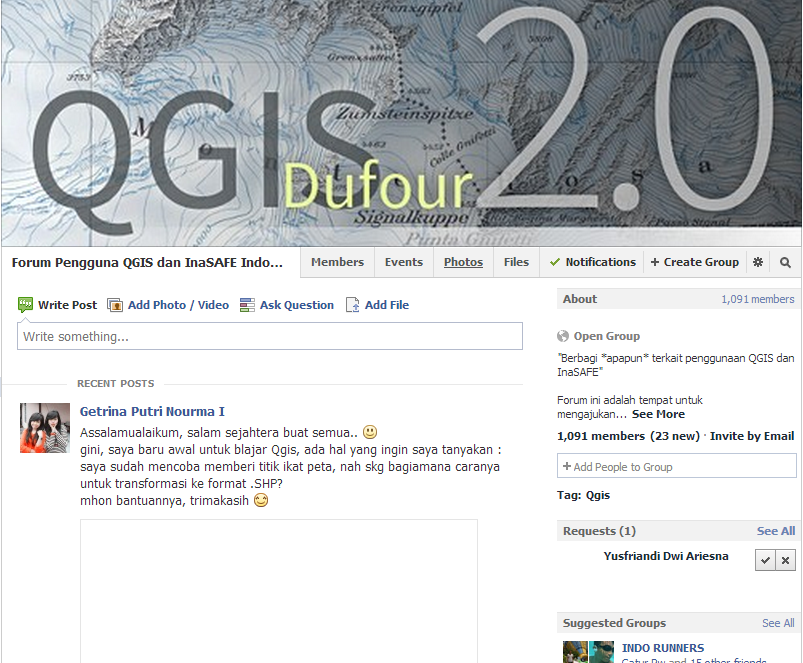 Grenzgipfel
Grenzsattel
Zumsteinspitze
Colle Gnifetti
QGIS 2.0
Dufour
Signalkuppe
Punta Gnifetti
Forum Pengguna QGIS dan InaSAFE Indo...
Members
Events
Photos
Files
Notifications
+ Create Group
Write Post
Add Photo / Video
Ask Question
Add File
Write something...
RECENT POSTS
Getrina Putri Nourma I
Assalamualaikum, salam sejahtera buat semua..
gini, saya baru awal untuk blajar Qgis, ada hal yang ingin saya tanyakan :
saya sudah mencoba memberi titik ikat peta, nah skg bagiamana caranya
untuk transformasi ke format .SHP?
mhon bantuannya, trimakasih
About
1,091 members
Open Group
"Berbagi *apapun* terkait penggunaan QGIS dan
InaSAFE"
Forum ini adalah tempat untuk
mengajukan... See More
1,091 members (23 new) · Invite by Email
+ Add People to Group
Tag: Qgis
Requests (1)
See All
Yusfriandi Dwi Ariesna
Suggested Groups
See All
INDO RUNNERS
Catur Pw and 15 other friends